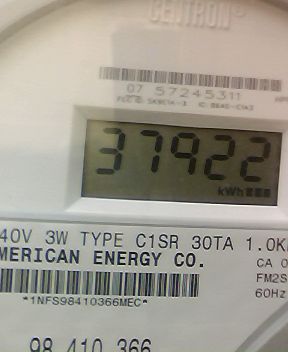 CENTRON®
07 57245311
37922
kWh
40V 3W TYPE C1SR 30TA 1.0K
MERICAN ENERGY CO.
CA 0
FM2S
60Hz
*1NFS98410366MEC*
98 410 366